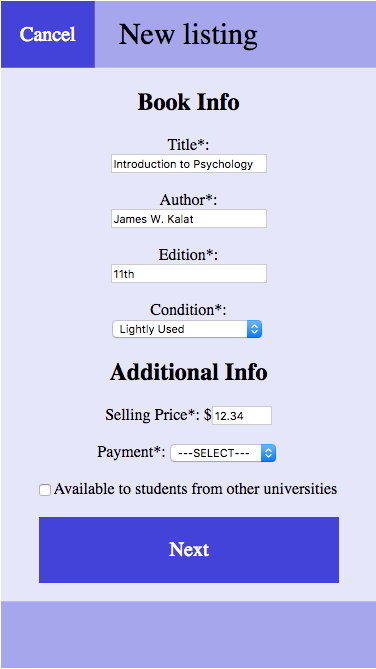 Cancel New listing
Book Info
Title*:
Introduction to Psychology
Author*:
James W. Kalat
Edition*:
11th
Condition*:
Lightly Used
Additional Info
Selling Price*: $12.34
Payment*: ---SELECT---
Available to students from other universities
Next